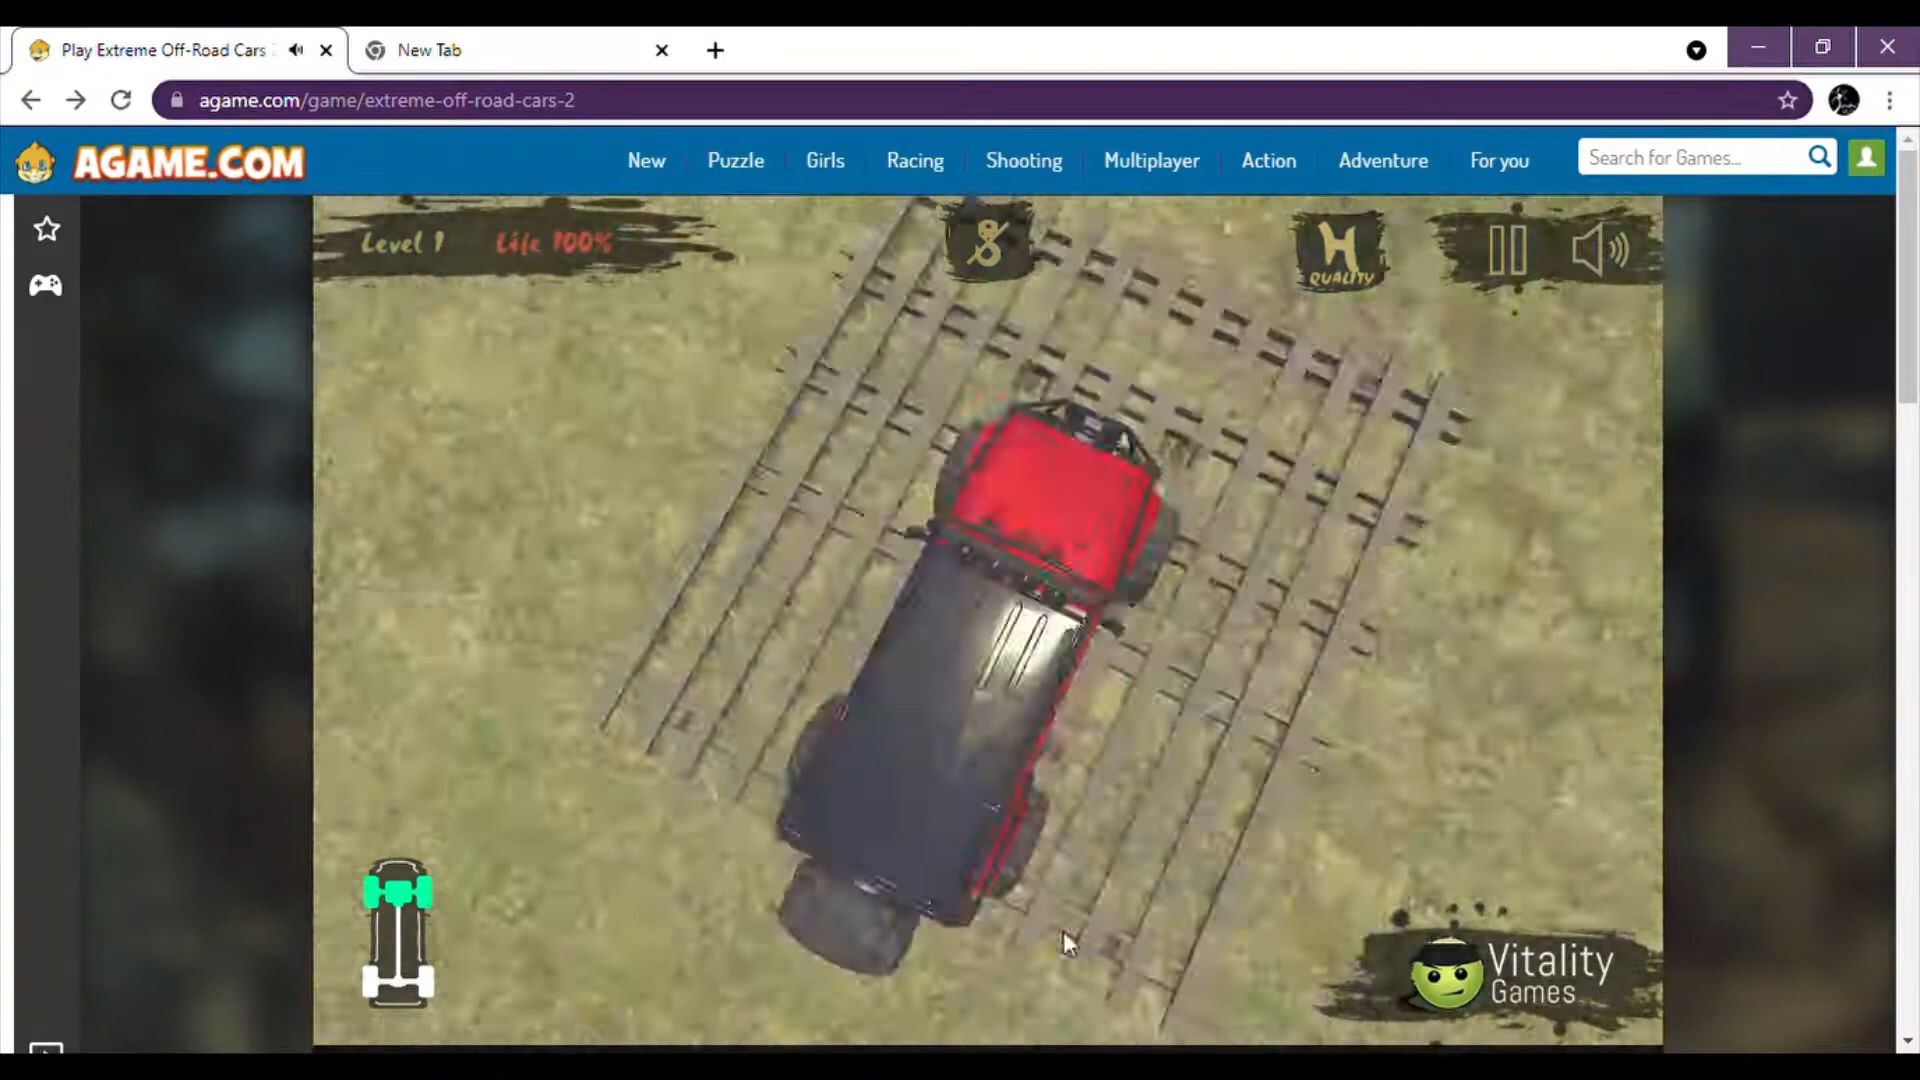 Play Extreme Off-Road Cars
New Tab
agame.com/game/extreme-off-road-cars-2
AGAME.COM
New
Puzzle
Girls
Racing
Shooting
Multiplayer
Action
Adventure
For you
Search for Games...
Level 1
Life 100%
H
QUALITY
Vitality
Games